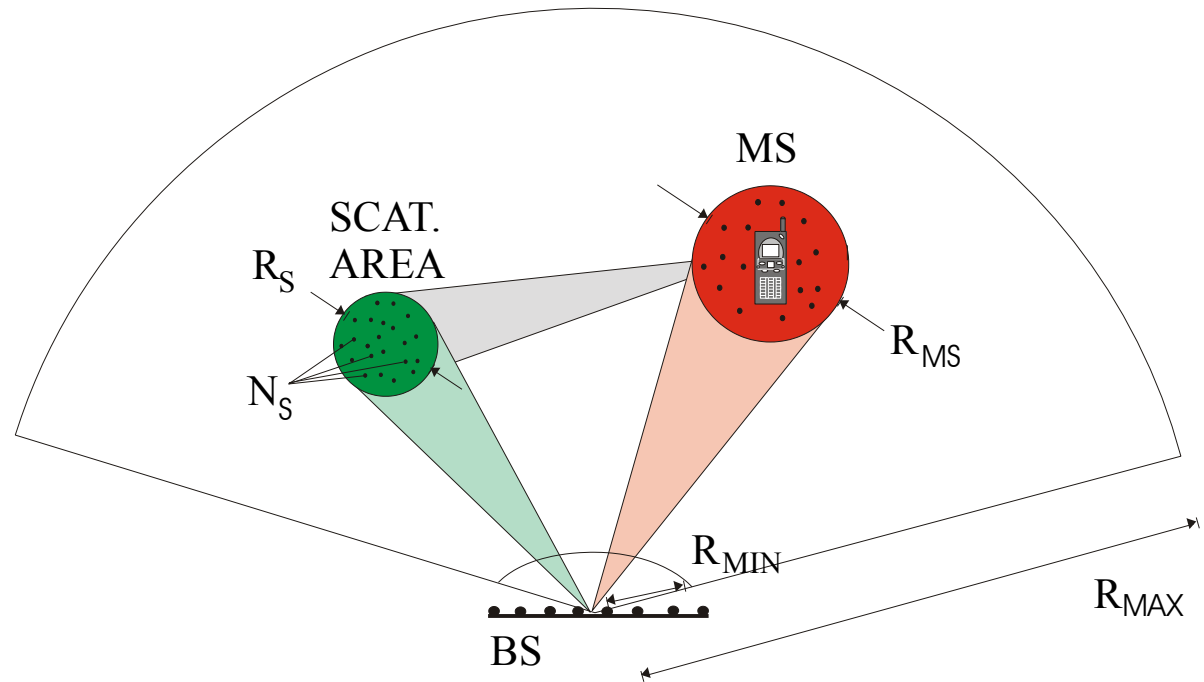 MS
SCAT.
AREA
R_S
R_MS
N_S
R_MIN
R_MAX
BS